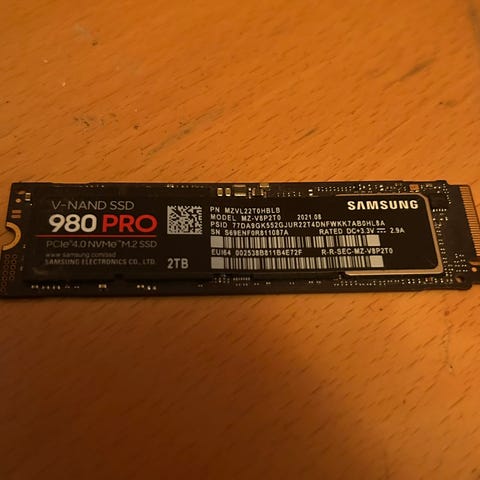 V-NAND SSD
980 PRO
PCIe® 4.0 NVMe™ M.2 SSD
www.samsung.com/ssd
SAMSUNG ELECTRONICS CO., LTD.
2TB
SAMSUNG
PN MZVL22T0HBLB
MODEL MZ-V8P2T0 2021.08
PSID 77DA9GK552GJUR22T4DNFWKK7AB0HL8A
SN S69ENF0R811087A RATED DC+3.3V 2.9A
EUI64 002538B811B4E72F R-R-SEC-MZ-V8P2T0